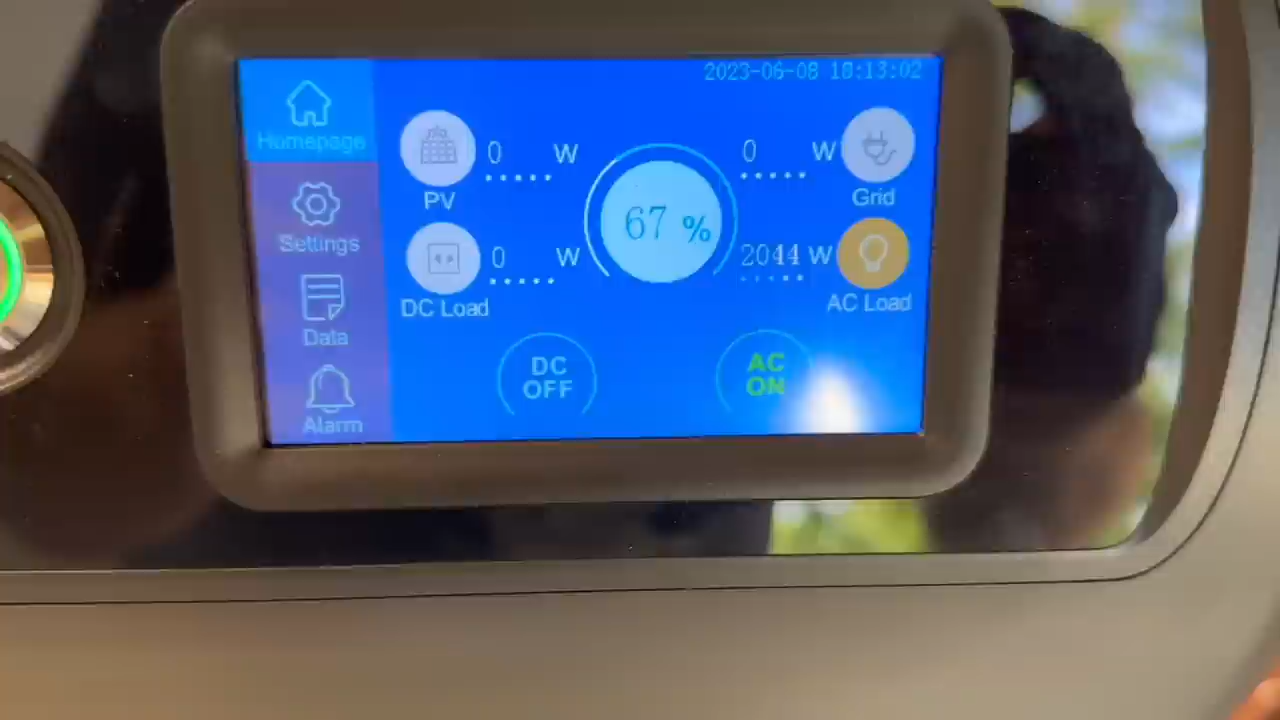 2023-06-08 18:13:02
Homepage
Settings
Data
Alarm
0 W
PV
0 W
DC Load
67 %
0 W
Grid
2044 W
AC Load
DC
OFF
AC
ON